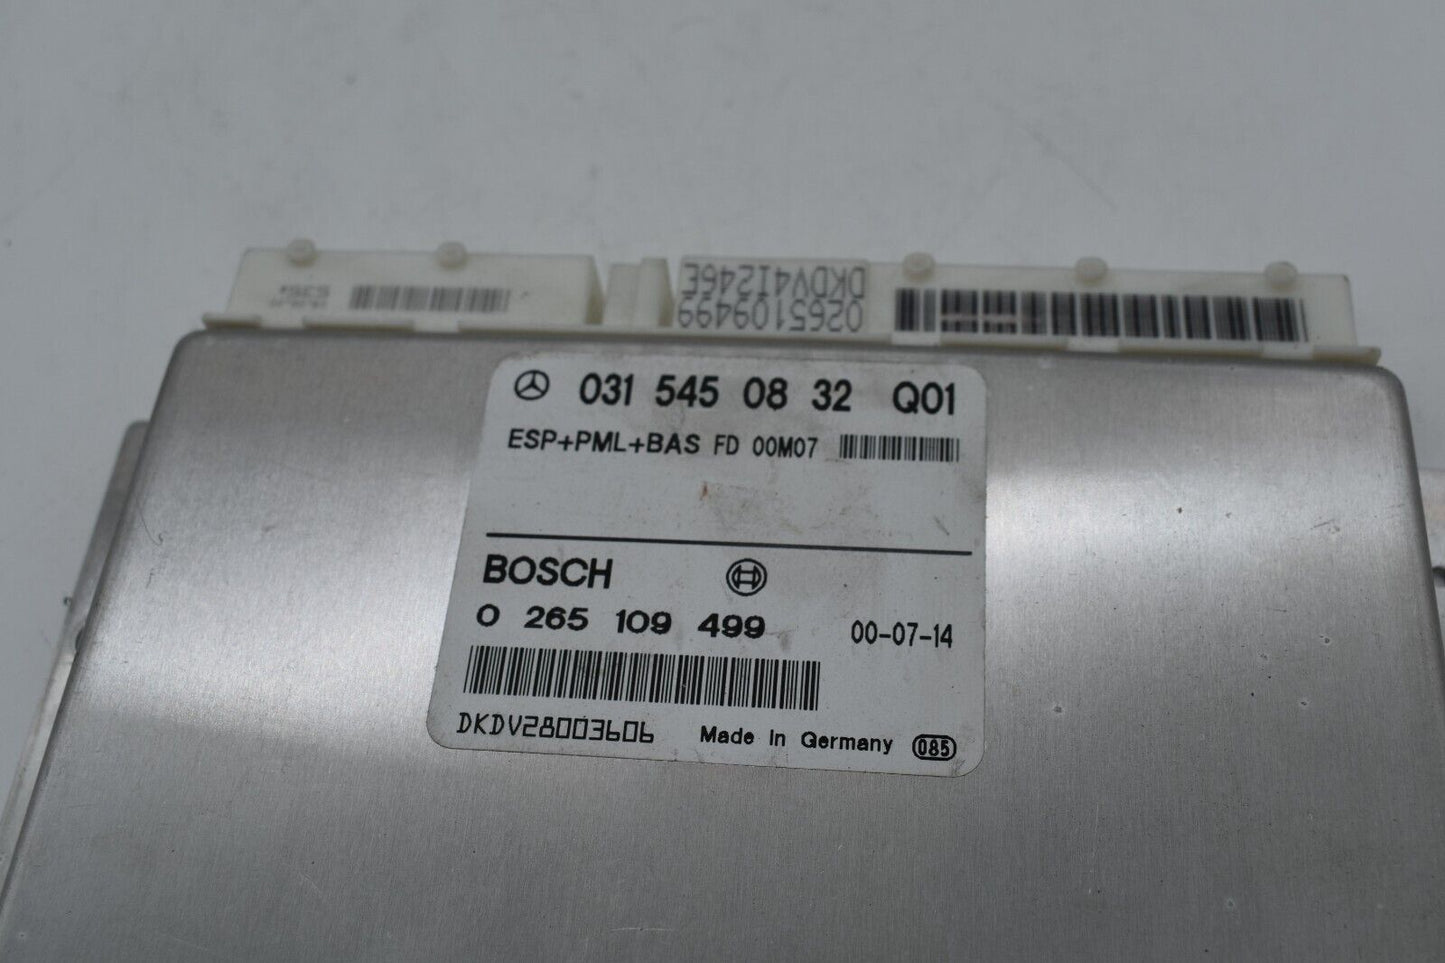 0265109499
DKDV41246E
031 545 08 32 Q01
ESP+PML+BAS FD 00M07
BOSCH
0 265 109 499 00-07-14
DKDV28003606 Made in Germany 085